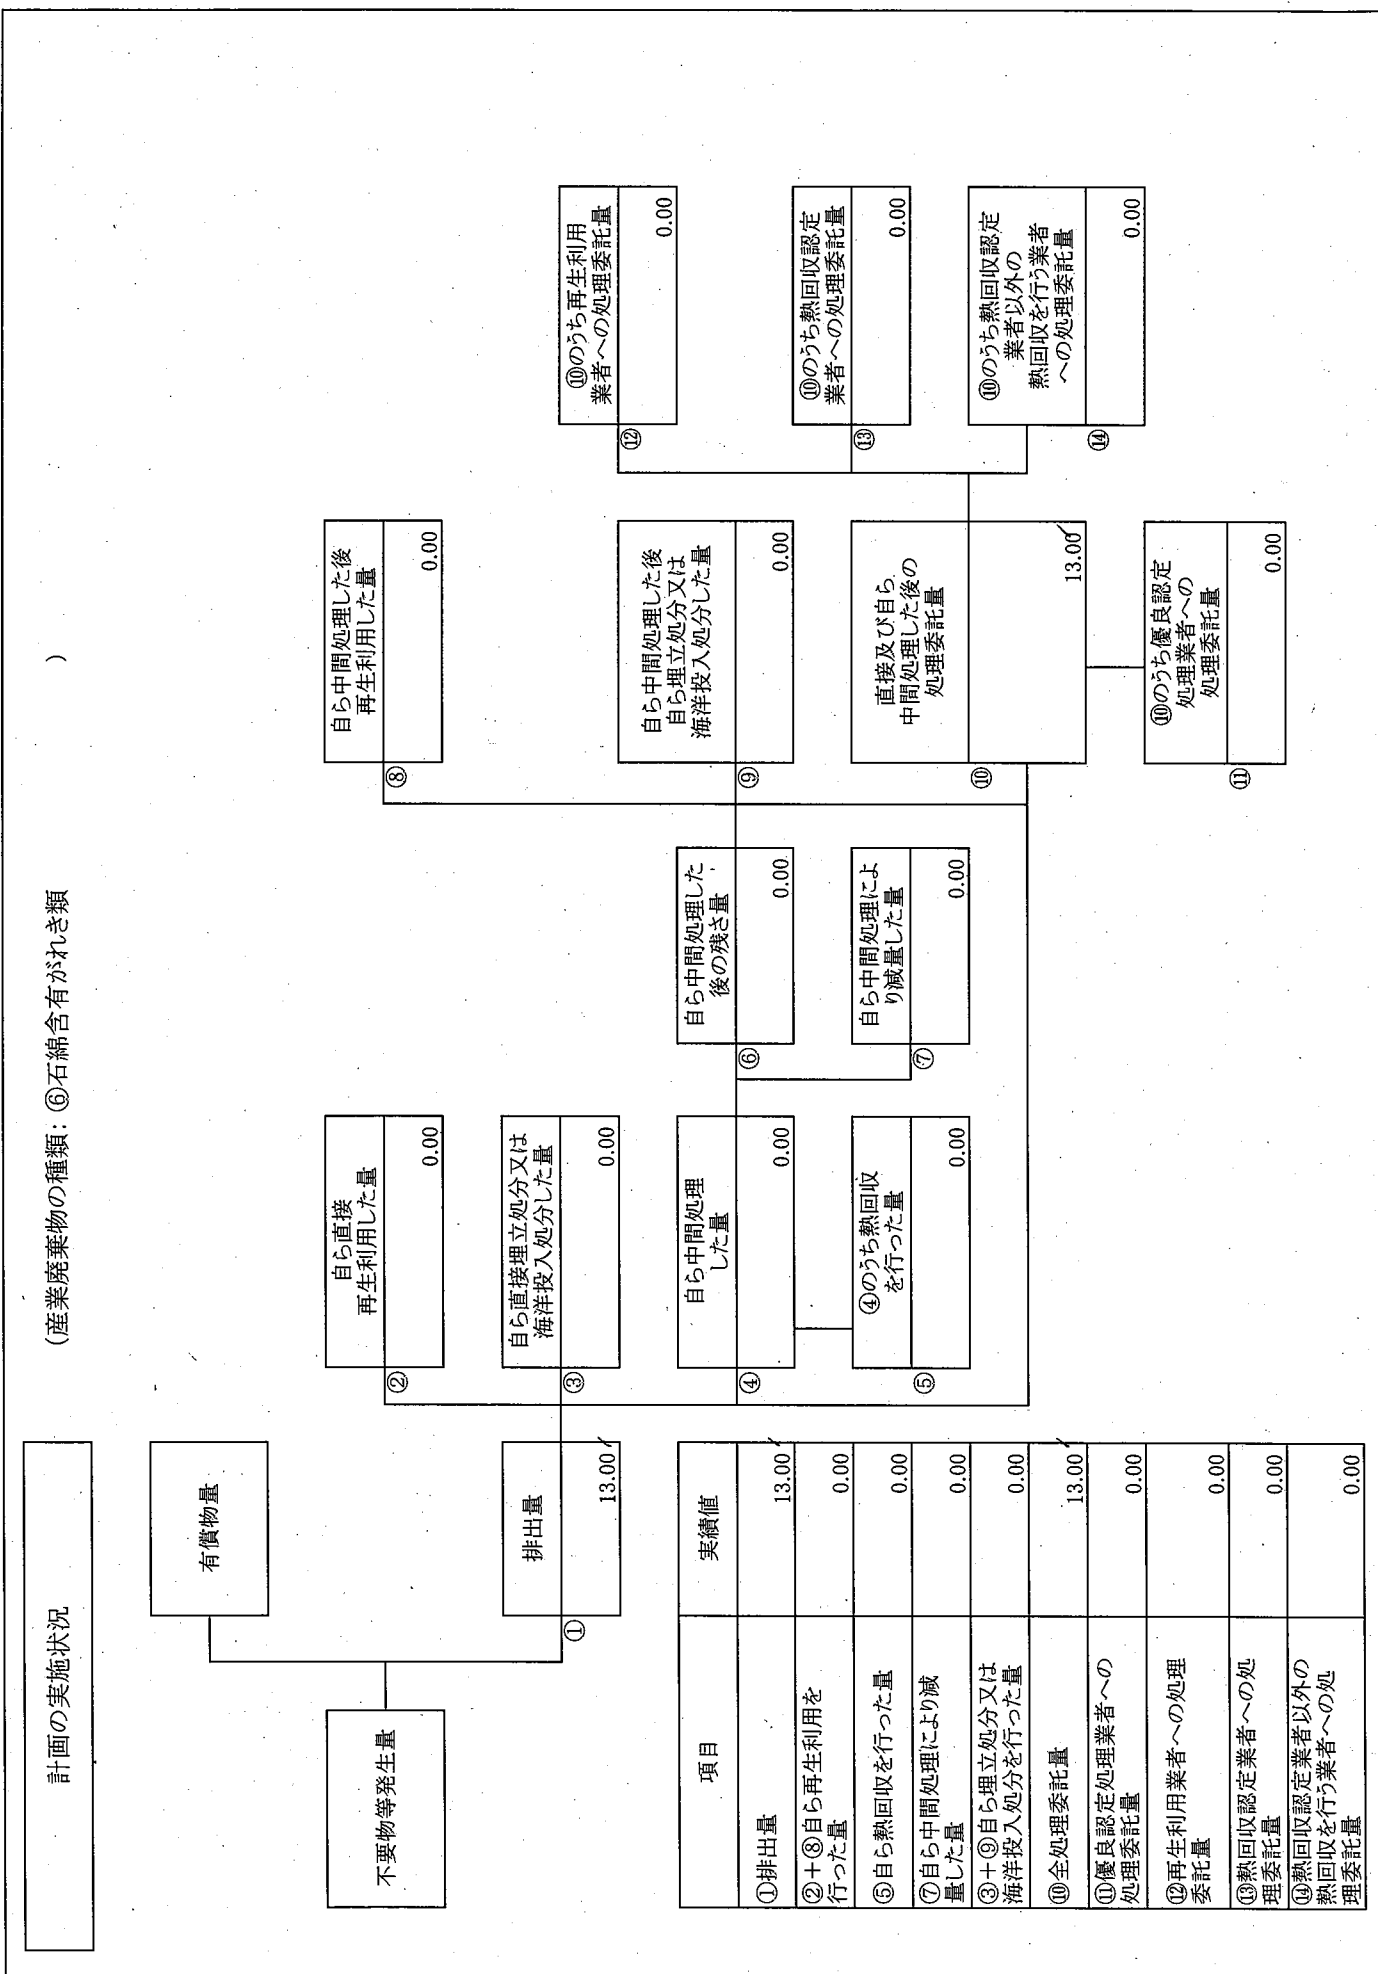 計画の実施状況
(産業廃棄物の種類：⑥石綿含有がれき類 )
不要物等発生量
有償物量
排出量
①
13.00
自ら直接
再生利用した量
②
0.00
自ら直接埋立処分又は
海洋投入処分した量
③
0.00
自ら中間処理
した量
④
0.00
④のうち熱回収
を行った量
⑤
0.00
自ら中間処理した
後の残さ量
⑥
0.00
自ら中間処理によ
り減量した量
⑦
0.00
自ら中間処理した後
再生利用した量
⑧
0.00
自ら中間処理した後
自ら埋立処分又は
海洋投入処分した量
⑨
0.00
直接及び自ら
中間処理した後の
処理委託量
⑩
13.00
⑩のうち優良認定
処理業者への
処理委託量
⑪
0.00
⑩のうち再生利用
業者への処理委託量
⑫
0.00
⑩のうち熱回収認定
業者への処理委託量
⑬
0.00
⑩のうち熱回収認定
業者以外の
熱回収を行う業者
への処理委託量
⑭
0.00
項目 実績値
①排出量 13.00
②+⑧自ら再生利用を
行った量 0.00
⑤自ら熱回収を行った量 0.00
⑦自ら中間処理により減
量した量 0.00
③+⑨自ら埋立処分又は
海洋投入処分を行った量 0.00
⑩全処理委託量 13.00
⑪優良認定処理業者への
処理委託量 0.00
⑫再生利用業者への処理
委託量 0.00
⑬熱回収認定業者への処
理委託量 0.00
⑭熱回収認定業者以外の
熱回収を行う業者への処
理委託量 0.00